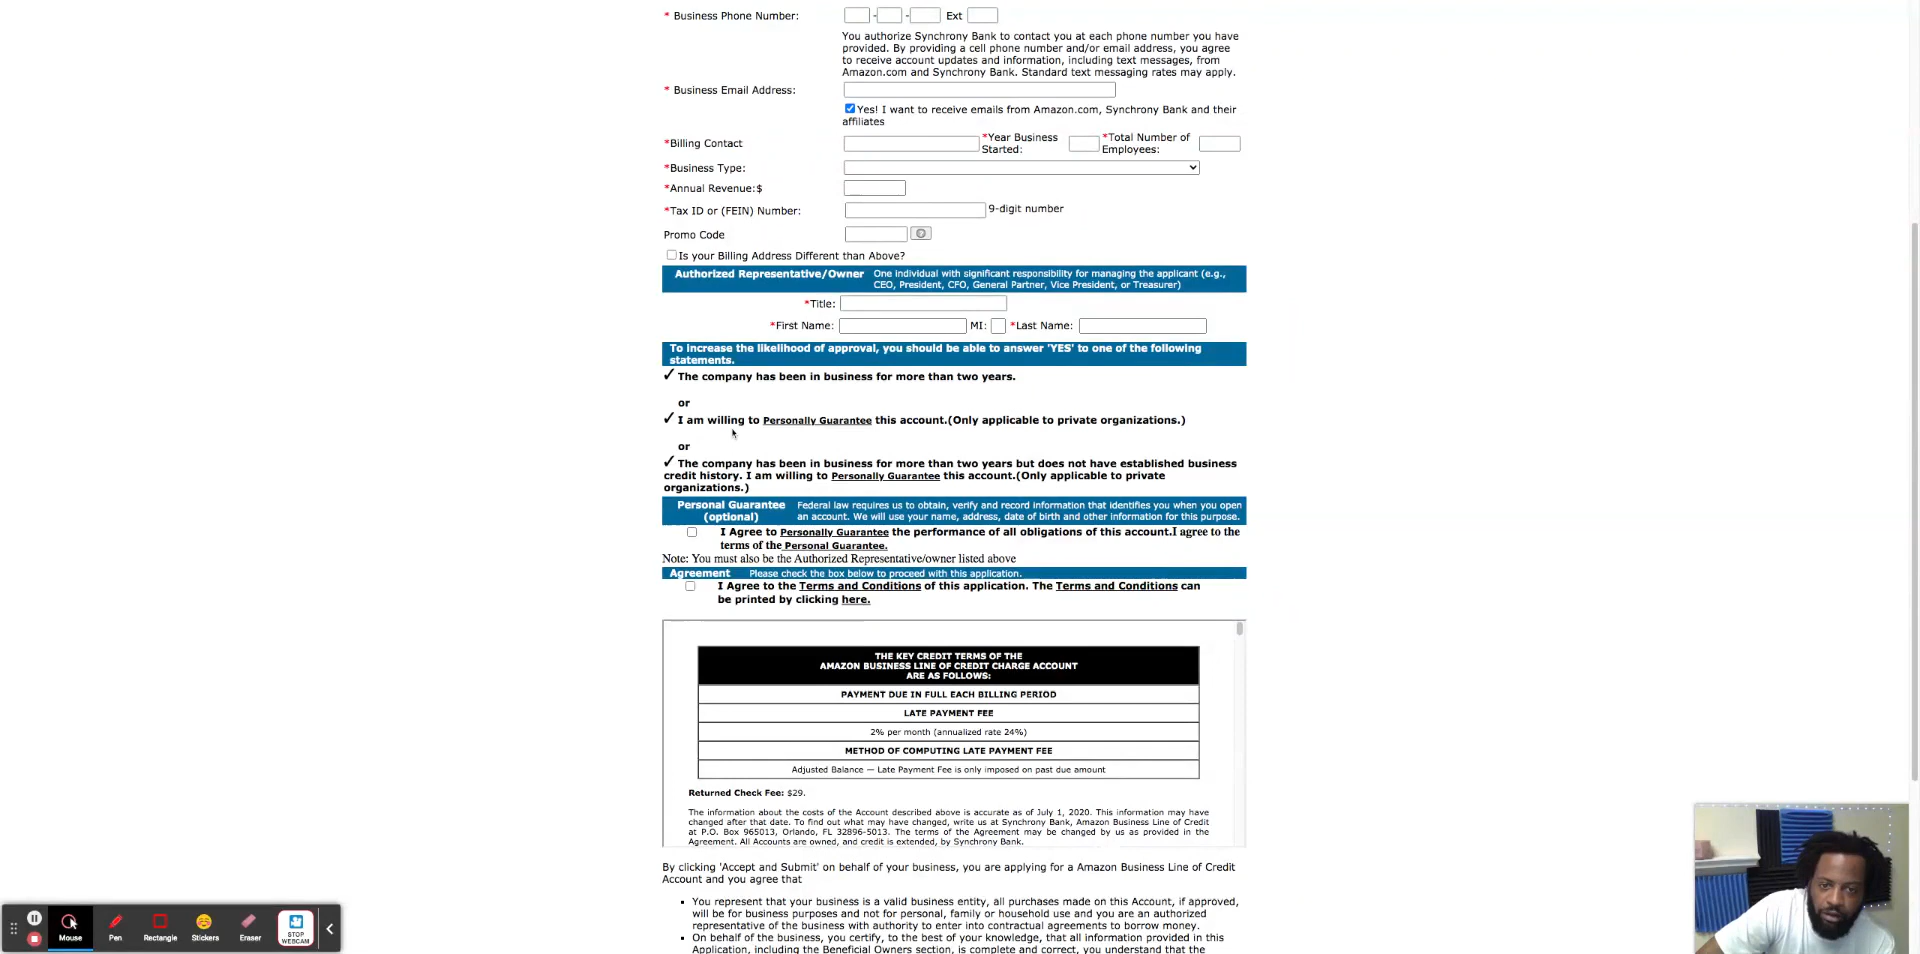 * Business Phone Number: - - Ext
You authorize Synchrony Bank to contact you at each phone number you have
provided. By providing a cell phone number and/or email address, you agree
to receive account updates and information, including text messages, from
Amazon.com and Synchrony Bank. Standard text messaging rates may apply.
* Business Email Address:
Yes! I want to receive emails from Amazon.com, Synchrony Bank and their
affiliates
*Billing Contact *Year Business Started: *Total Number of Employees:
*Business Type:
*Annual Revenue:$
*Tax ID or (FEIN) Number: 9-digit number
Promo Code
Is your Billing Address Different than Above?
Authorized Representative/Owner One individual with significant responsibility for managing the applicant (e.g.,
CEO, President, CFO, General Partner, Vice President, or Treasurer)
*Title:
*First Name: MI: *Last Name:
To increase the likelihood of approval, you should be able to answer 'YES' to one of the following
statements.
✓ The company has been in business for more than two years.
or
✓ I am willing to Personally Guarantee this account.(Only applicable to private organizations.)
or
✓ The company has been in business for more than two years but does not have established business
credit history. I am willing to Personally Guarantee this account.(Only applicable to private
organizations.)
Personal Guarantee Federal law requires us to obtain, verify and record information that identifies you when you open
(optional) an account. We will use your name, address, date of birth and other information for this purpose.
I Agree to Personally Guarantee the performance of all obligations of this account.I agree to the
terms of the Personal Guarantee.
Note: You must also be the Authorized Representative/owner listed above
Agreement Please check the box below to proceed with this application.
I Agree to the Terms and Conditions of this application. The Terms and Conditions can
be printed by clicking here.
THE KEY CREDIT TERMS OF THE
AMAZON BUSINESS LINE OF CREDIT CHARGE ACCOUNT
ARE AS FOLLOWS:
PAYMENT DUE IN FULL EACH BILLING PERIOD
LATE PAYMENT FEE
2% per month (annualized rate 24%)
METHOD OF COMPUTING LATE PAYMENT FEE
Adjusted Balance — Late Payment Fee is only imposed on past due amount
Returned Check Fee: $29.
The information about the costs of the Account described above is accurate as of July 1, 2020. This information may have
changed after that date. To find out what may have changed, write us at Synchrony Bank, Amazon Business Line of Credit
at P.O. Box 965013, Orlando, FL 32896-5013. The terms of the Agreement may be changed by us as provided in the
Agreement. All Accounts are owned, and credit is extended, by Synchrony Bank.
By clicking 'Accept and Submit' on behalf of your business, you are applying for a Amazon Business Line of Credit
Account and you agree that
▪ You represent that your business is a valid business entity, all purchases made on this Account, if approved,
will be for business purposes and not for personal, family or household use and you are an authorized
representative of the business with authority to enter into contractual agreements to borrow money.
▪ On behalf of the business, you certify, to the best of your knowledge, that all information provided in this
Application, including the Beneficial Owners section, is complete and correct, you understand that the
Mouse Pen Rectangle Stickers Eraser STOP WEBCAM